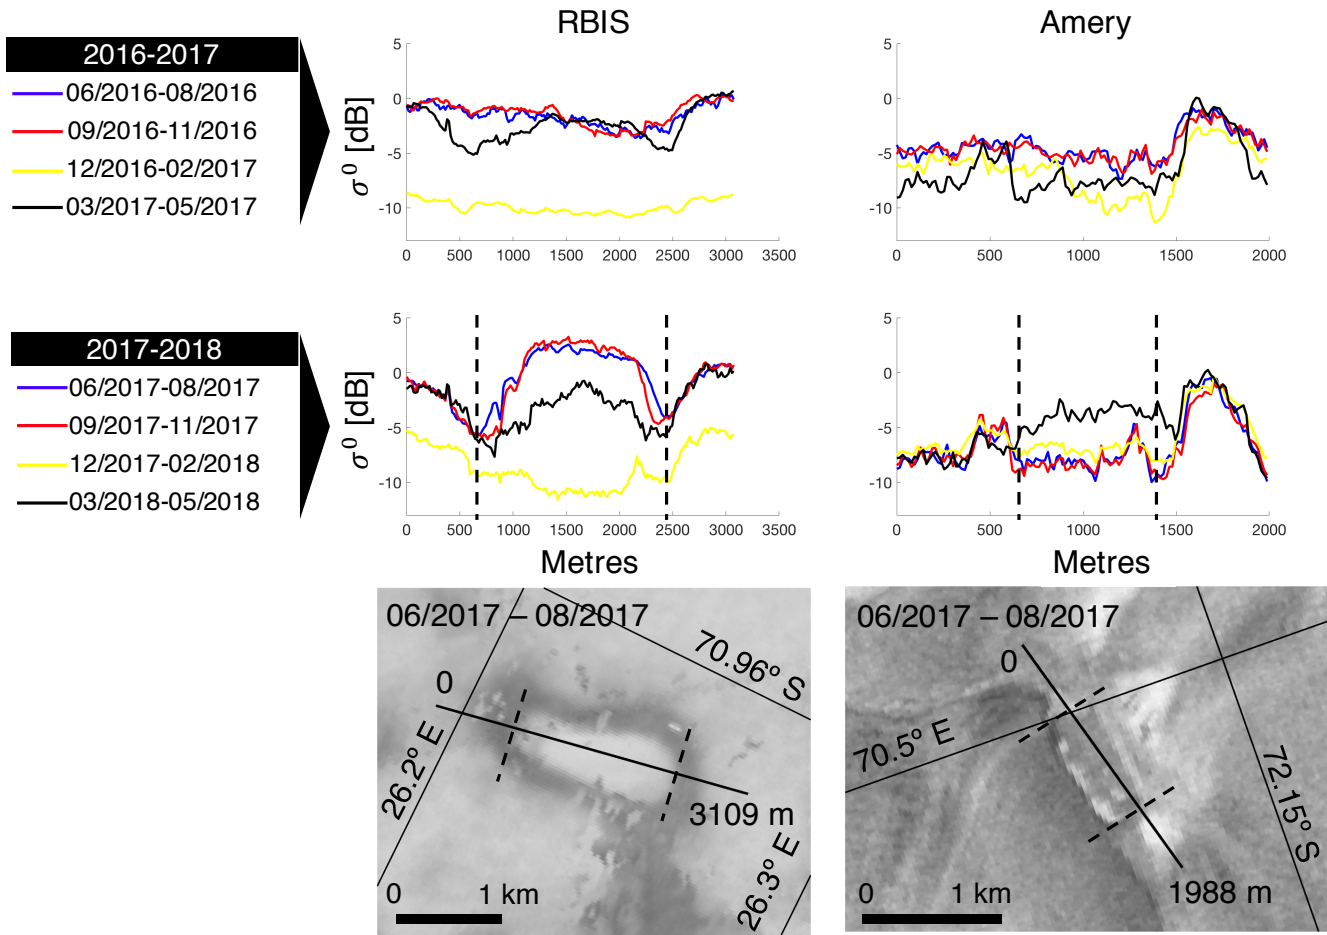 RBIS
Amery
2016-2017
06/2016-08/2016
09/2016-11/2016
12/2016-02/2017
03/2017-05/2017
σ⁰ [dB]
5
0
-5
-10
0 500 1000 1500 2000 2500 3000 3500
5
0
-5
-10
0 500 1000 1500 2000
2017-2018
06/2017-08/2017
09/2017-11/2017
12/2017-02/2018
03/2018-05/2018
σ⁰ [dB]
5
0
-5
-10
0 500 1000 1500 2000 2500 3000 3500
Metres
5
0
-5
-10
0 500 1000 1500 2000
Metres
06/2017 – 08/2017
70.96º S
0
26.2º E
3109 m
26.3º E
0 1 km
06/2017 – 08/2017
0
70.5º E
72.15º S
1988 m
0 1 km